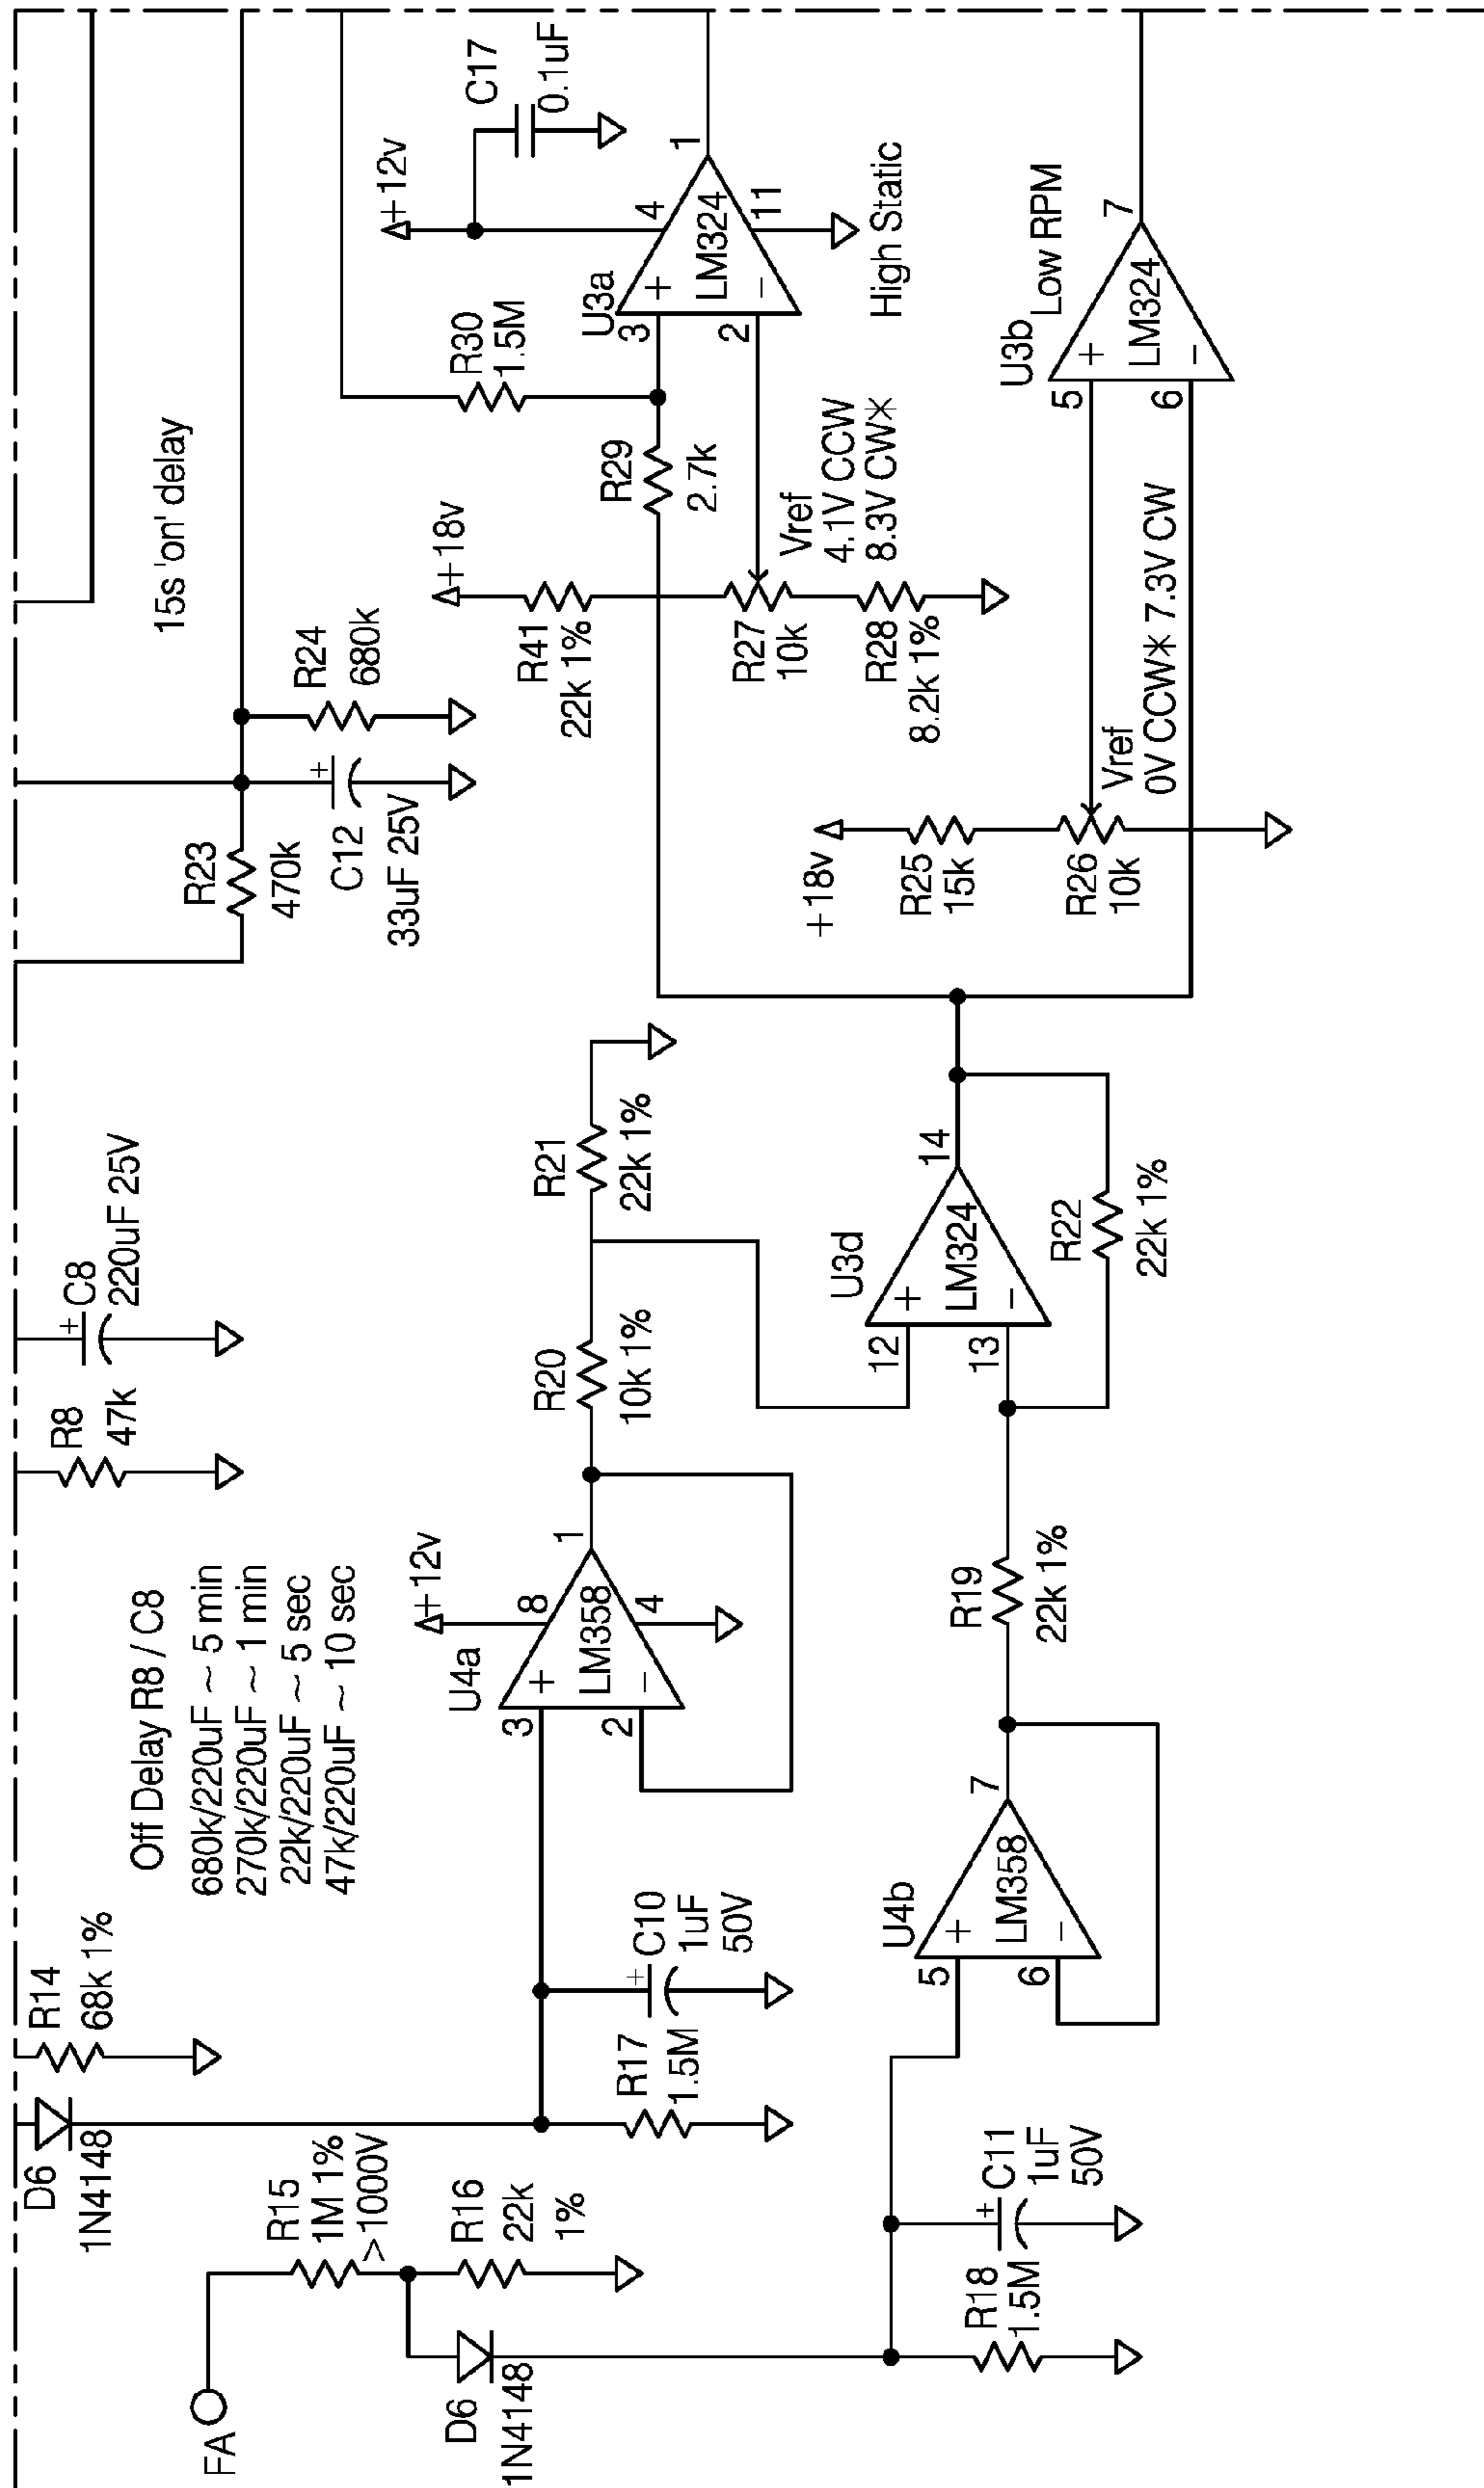 C17
0.1uF
+12v
4
1
U3a
3
+
LM324
2
−
11
High Static
R30
1.5M
15s 'on' delay
R29
2.7k
Vref
4.1V CCW
8.3V CW*
+18v
R41
22k 1%
R27
10k
R28
8.2k 1%
R24
680k
+
C12
33uF 25V
R23
470k
U3b
Low RPM
5
+
LM324
6
−
7
Vref
0V CCW* 7.3V CW
+18v
R25
15k
R26
10k
+
C8
220uF 25V
R8
47k
R21
22k 1%
R20
10k 1%
U3d
12
+
LM324
13
−
14
R22
22k 1%
Off Delay R8 / C8
680k/220uF ~ 5 min
270k/220uF ~ 1 min
22k/220uF ~ 5 sec
47k/220uF ~ 10 sec
+12v
8
1
U4a
3
+
LM358
2
−
4
R19
22k 1%
U4b
5
+
LM358
6
−
7
R14
68k 1%
D6
1N4148
+
C10
1uF
50V
R17
1.5M
R15
1M 1%
>1000V
R16
22k
1%
FA
D6
1N4148
+
C11
1uF
50V
R18
1.5M